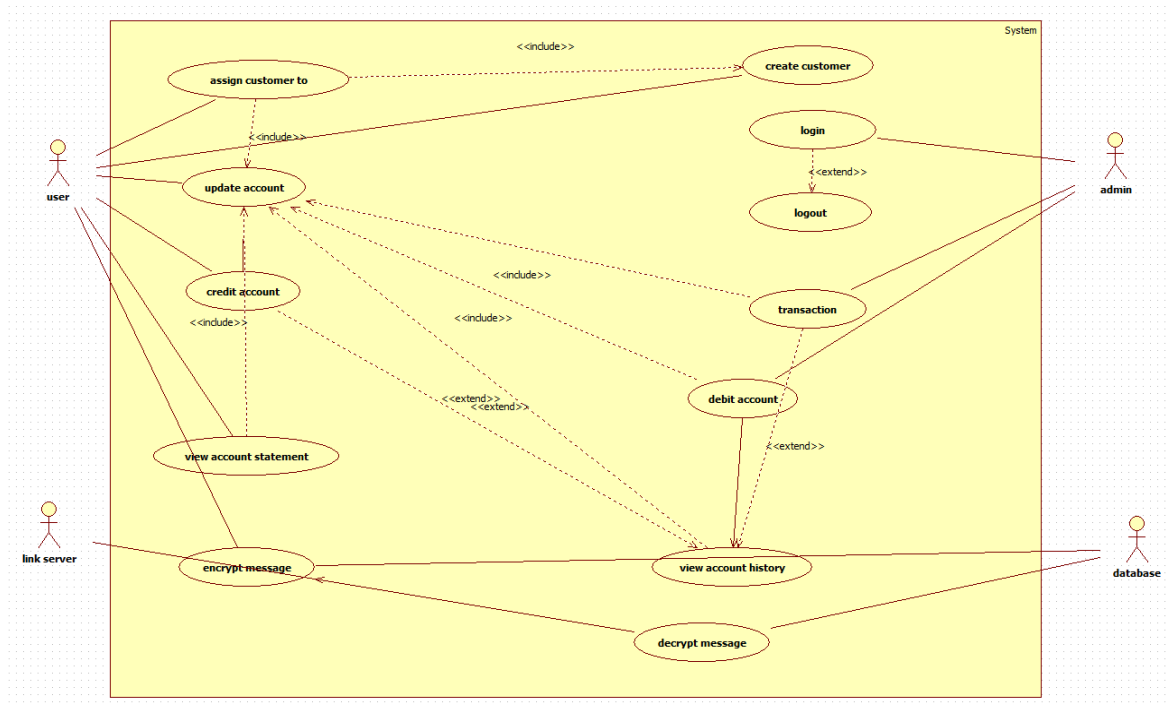 System
<<include>>
assign customer to
create customer
login
<<include>>
<<extend>>
user
update account
admin
logout
<<include>>
credit account
transaction
<<include>>
<<include>>
<<extend>>
<<extend>>
debit account
<<extend>>
view account statement
link server
encrypt message
view account history
database
decrypt message